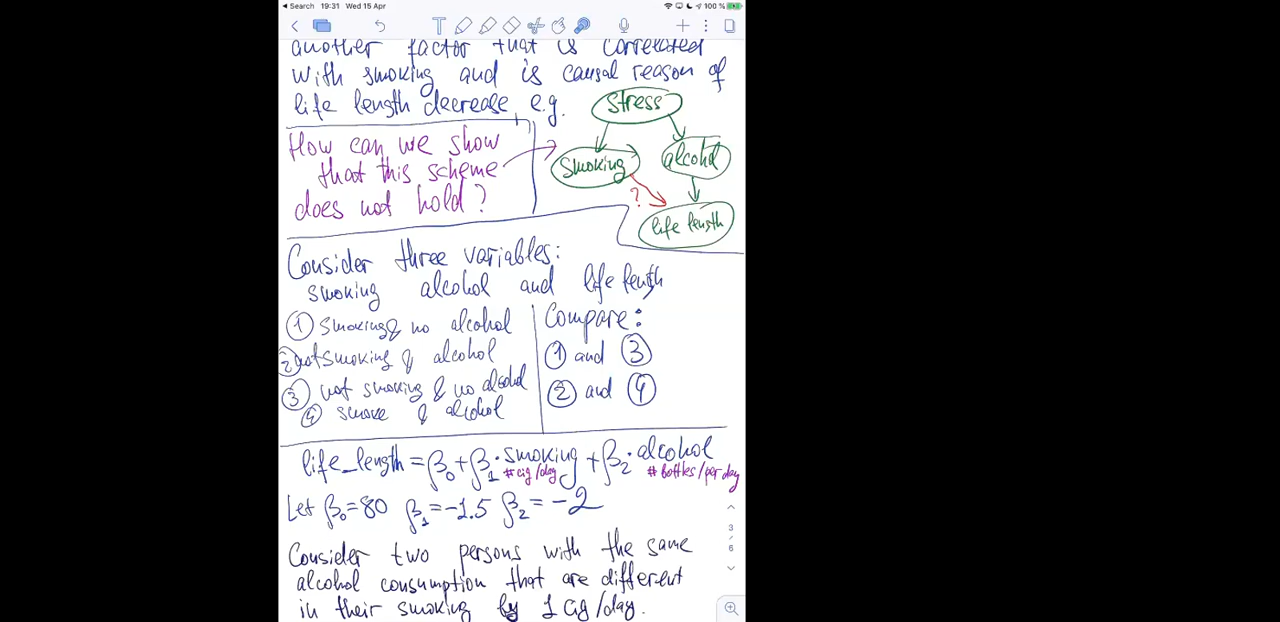 Search 19:31 Wed 15 Apr 100 %
another factor that is correlated
with smoking and is causal reason of
life length decrease, e.g.
stress
smoking
alcohol
?
life length
How can we show
that this scheme
does not hold?
Consider three variables:
smoking alcohol and life length
① smoking & no alcohol
② not smoking & alcohol
③ not smoking & no alcohol
④ smoke & alcohol
Compare:
① and ③
② and ④
life_length = β₀ + β₁ · smoking + β₂ · alcohol
# cig/day # bottles/per day
Let β₀ = 80 β₁ = -1.5 β₂ = -2
Consider two persons with the same
alcohol consumption that are different
in their smoking by 1 cig/day.
3
/
6